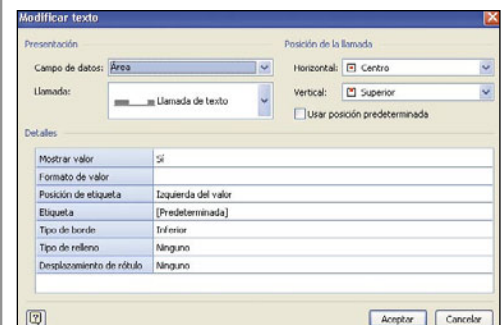 Modificar texto
Presentación
Posición de la llamada
Campo de datos: Área
Horizontal: Centro
Llamada: Llamada de texto
Vertical: Superior
Usar posición predeterminada
Detalles
Mostrar valor Sí
Formato de valor
Posición de etiqueta Izquierda del valor
Etiqueta [Predeterminada]
Tipo de borde Inferior
Tipo de relleno Ninguno
Desplazamiento de rótulo Ninguno
? Aceptar Cancelar